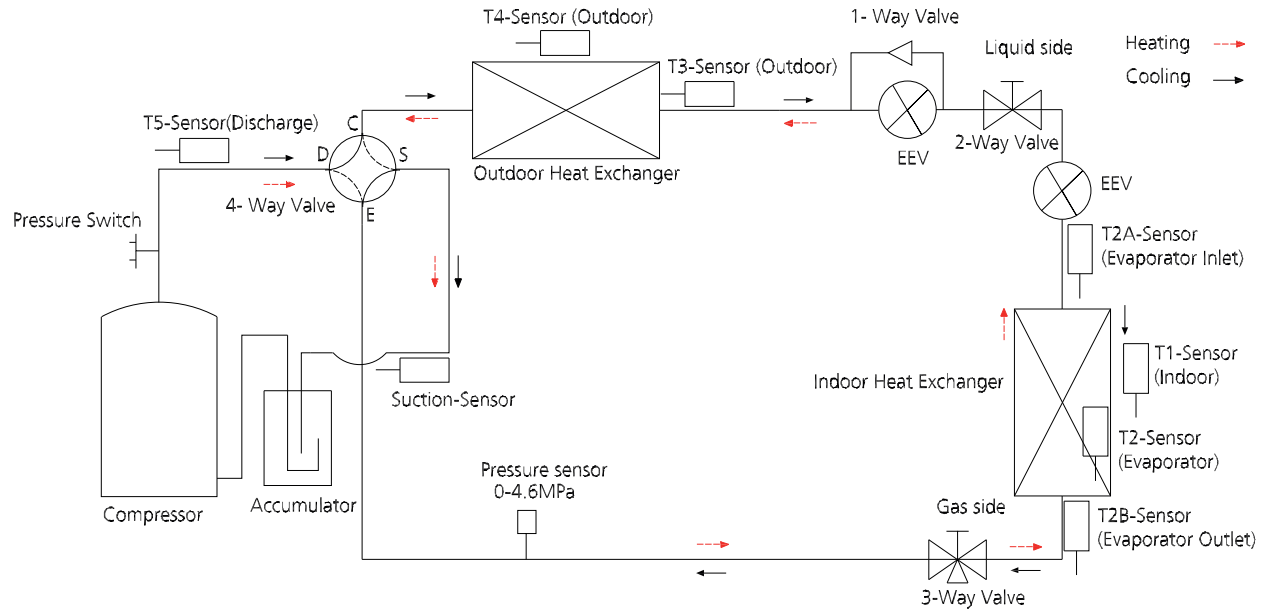 T4-Sensor (Outdoor)
1- Way Valve
Liquid side
Heating
Cooling
T3-Sensor (Outdoor)
T5-Sensor(Discharge)
C
D
S
E
4- Way Valve
Outdoor Heat Exchanger
EEV
2-Way Valve
EEV
Pressure Switch
T2A-Sensor
(Evaporator Inlet)
T1-Sensor
(Indoor)
Indoor Heat Exchanger
Suction-Sensor
T2-Sensor
(Evaporator)
Pressure sensor
0-4.6MPa
Accumulator
Compressor
Gas side
T2B-Sensor
(Evaporator Outlet)
3-Way Valve